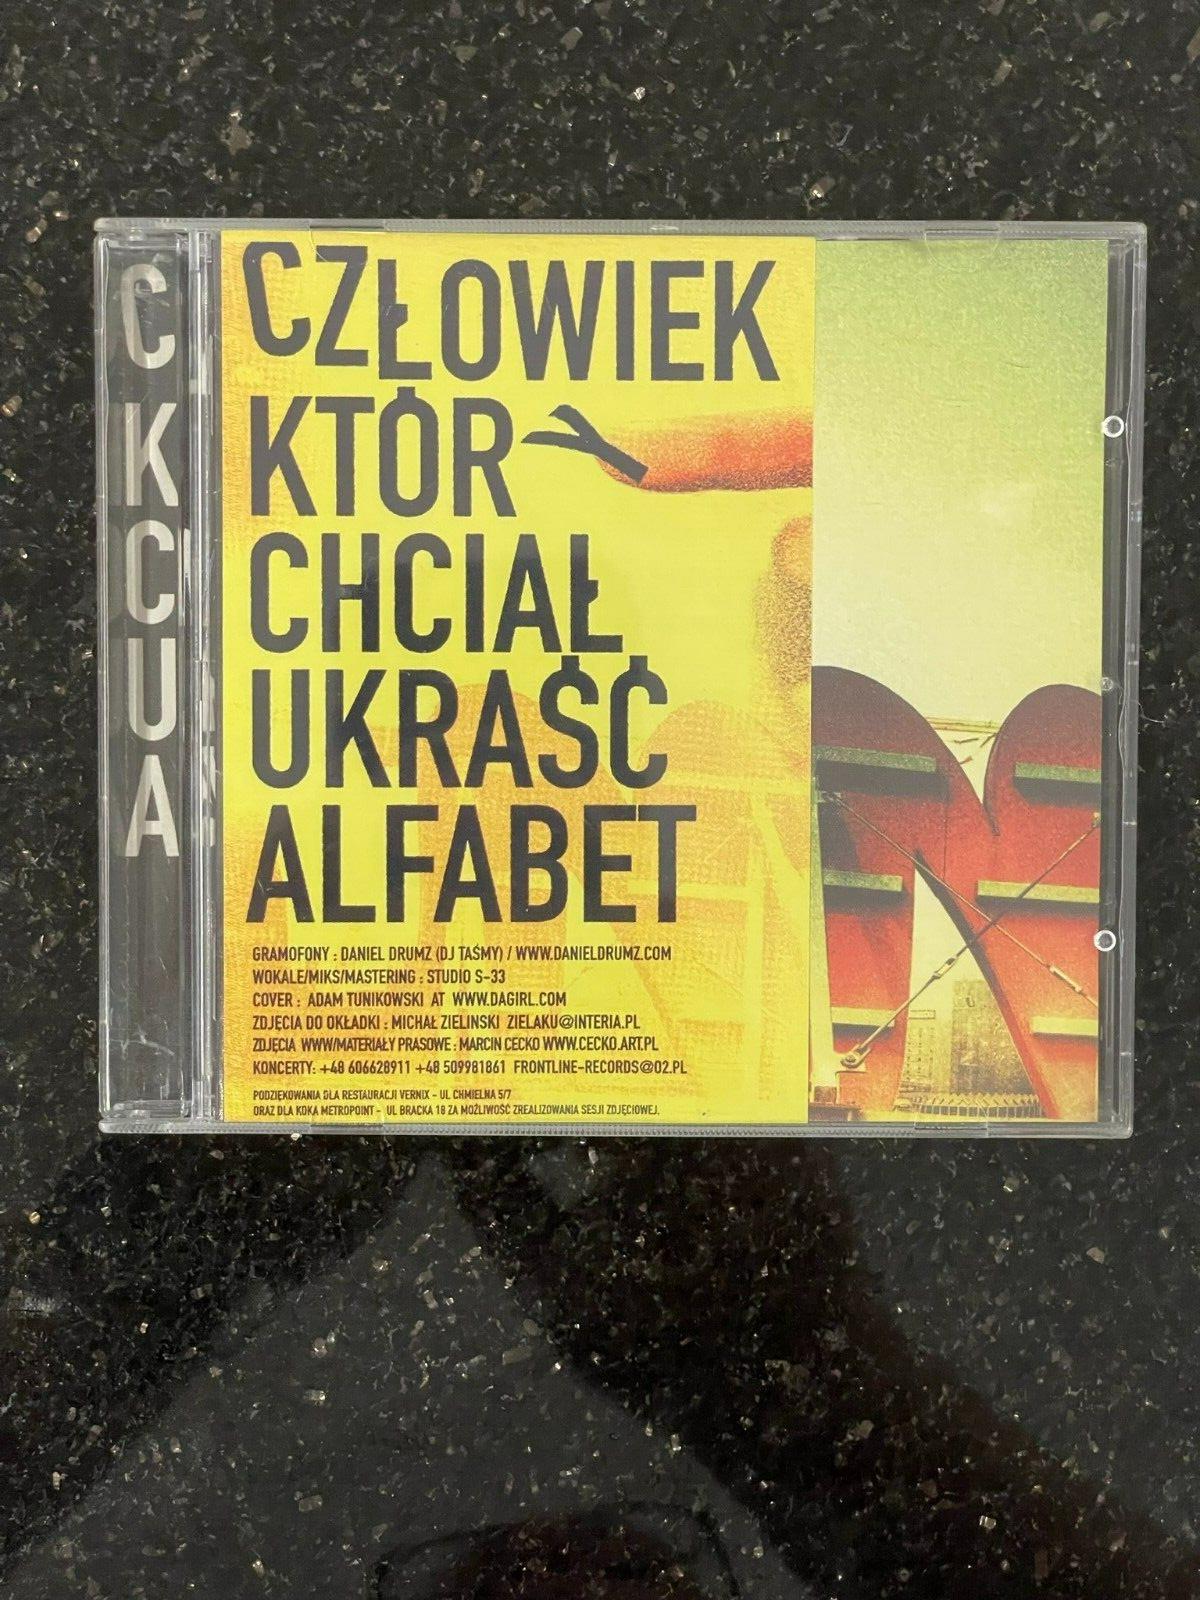 C
K
C
U
A
CZŁOWIEK
KTÓRY
CHCIAŁ
UKRAŚĆ
ALFABET
GRAMOFONY : DANIEL DRUMZ (DJ TAŚMY) / WWW.DANIELDRUMZ.COM
WOKALE/MIKS/MASTERING : STUDIO S-33
COVER : ADAM TUNIKOWSKI AT WWW.DAGIRL.COM
ZDJĘCIA DO OKŁADKI : MICHAŁ ZIELINSKI ZIELAKU@INTERIA.PL
ZDJĘCIA WWW/MATERIAŁY PRASOWE : MARCIN CECKO WWW.CECKO.ART.PL
KONCERTY: +48 606628911 +48 509981861 FRONTLINE-RECORDS@O2.PL
PODZIĘKOWANIA DLA RESTAURACJI VERNIX - UL CHMIELNA 5/7
ORAZ DLA KDKA METROPOINT - UL BRACKA 18 ZA MOŻLIWOŚĆ ZREALIZOWANIA SESJI ZDJĘCIOWEJ.